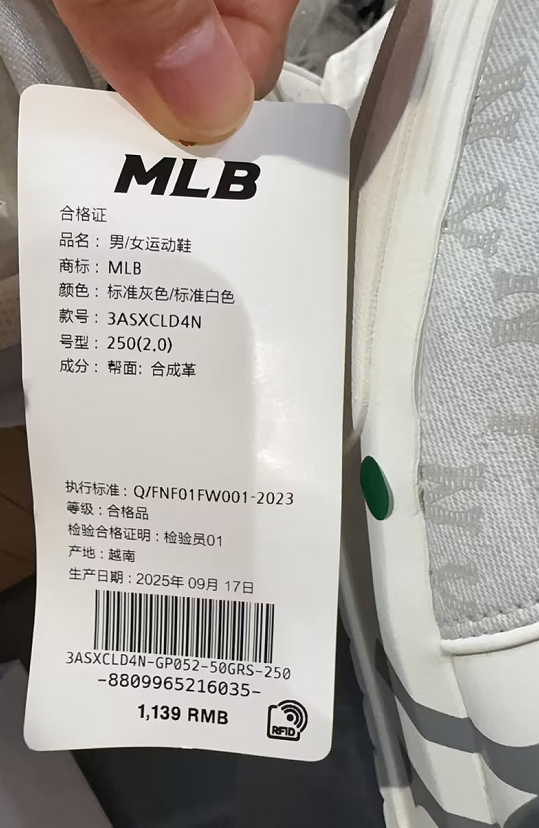 MLB
合格证
品名：男/女运动鞋
商标：MLB
颜色：标准灰色/标准白色
款号：3ASXCLD4N
号型：250(2.0)
成分：帮面：合成革
执行标准：Q/FNF01FW001-2023
等级：合格品
检验合格证明：检验员01
产地：越南
生产日期：2025年 09月 17日
3ASXCLD4N-GP052-50GRS-250
-8809965216035-
1,139 RMB
RFID